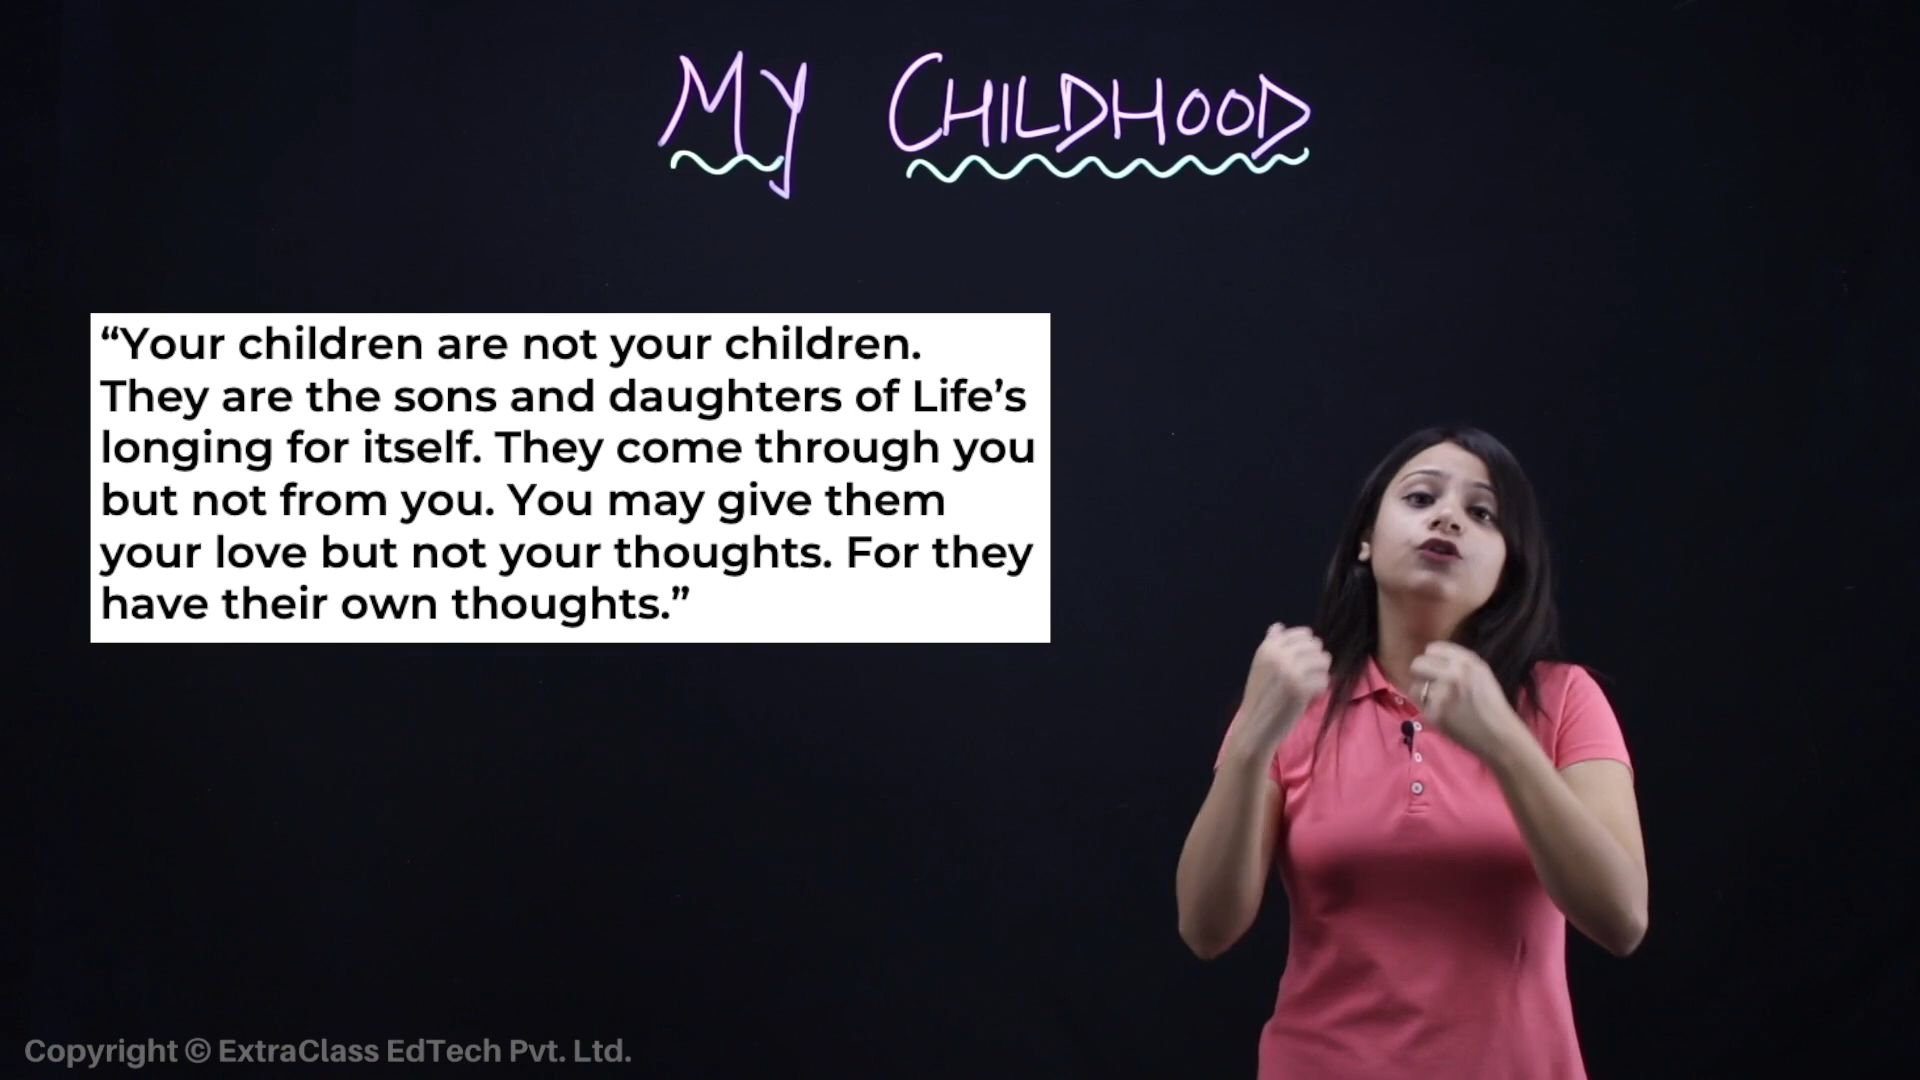 My CHILDHOOD
“Your children are not your children.
They are the sons and daughters of Life’s
longing for itself. They come through you
but not from you. You may give them
your love but not your thoughts. For they
have their own thoughts.”
Copyright © ExtraClass EdTech Pvt. Ltd.